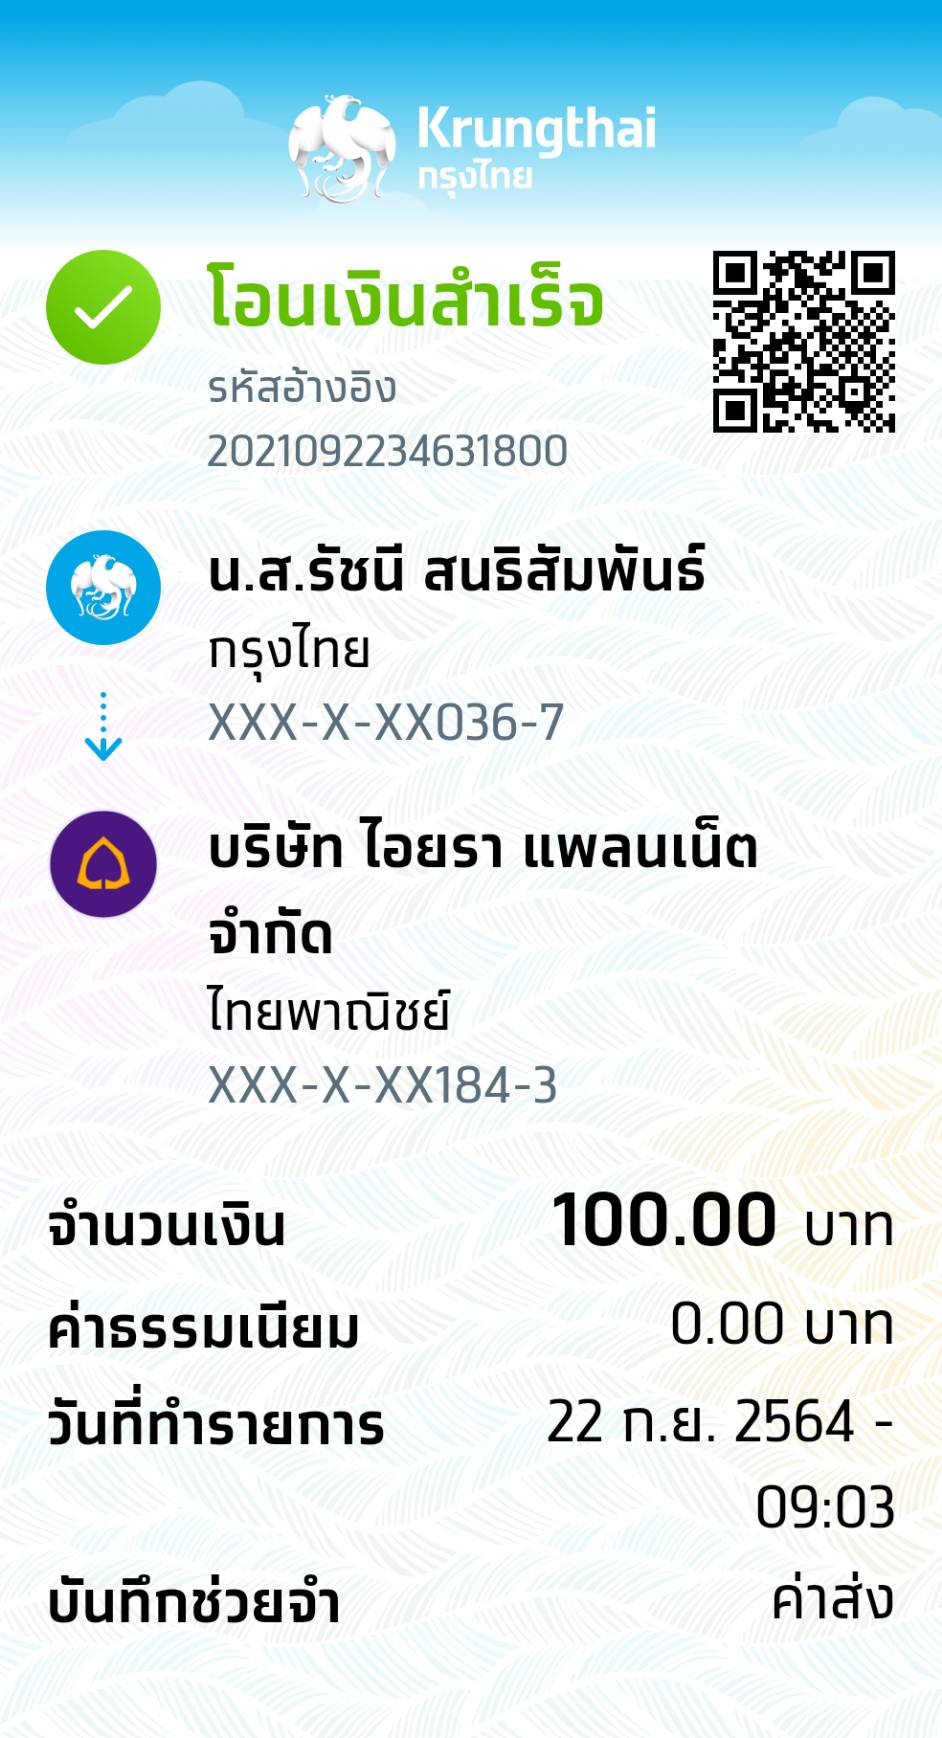 Krungthai
กรุงไทย
โอนเงินสำเร็จ
รหัสอ้างอิง
2021092234631800
น.ส.รัชนี สนธิสัมพันธ์
กรุงไทย
XXX-X-XX036-7
บริษัท ไอยรา แพลนเน็ต
จำกัด
ไทยพาณิชย์
XXX-X-XX184-3
จำนวนเงิน 100.00 บาท
ค่าธรรมเนียม 0.00 บาท
วันที่ทำรายการ 22 ก.ย. 2564 -
09:03
บันทึกช่วยจำ ค่าส่ง